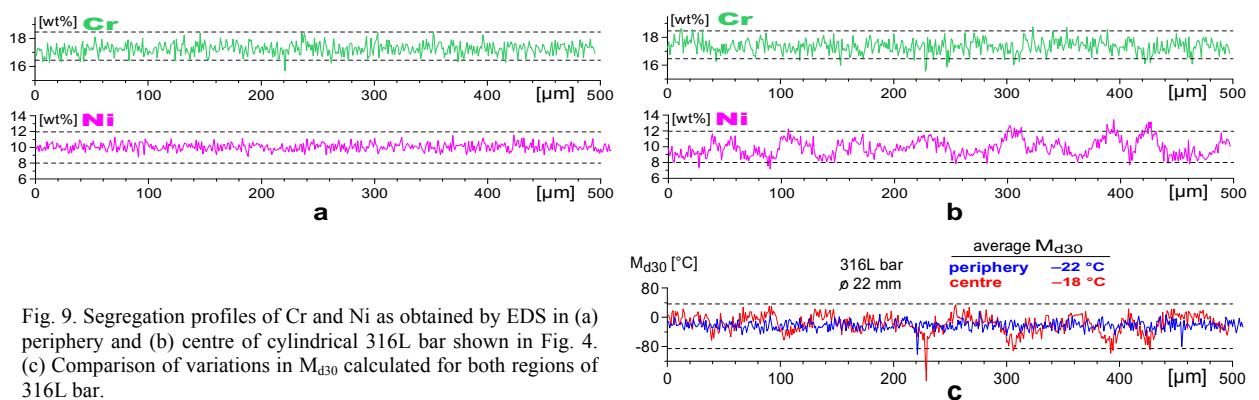 [wt%] Cr
18
16
0 100 200 300 400 [µm] 500
[wt%] Ni
14
12
10
8
6
0 100 200 300 400 [µm] 500
a
[wt%] Cr
18
16
0 100 200 300 400 [µm] 500
[wt%] Ni
14
12
10
8
6
0 100 200 300 400 [µm] 500
b
Md30 [°C]
316L bar
ø 22 mm
average Md30
periphery –22 °C
centre –18 °C
80
0
-80
0 100 200 300 400 [µm] 500
c
Fig. 9. Segregation profiles of Cr and Ni as obtained by EDS in (a)
periphery and (b) centre of cylindrical 316L bar shown in Fig. 4.
(c) Comparison of variations in Md30 calculated for both regions of
316L bar.